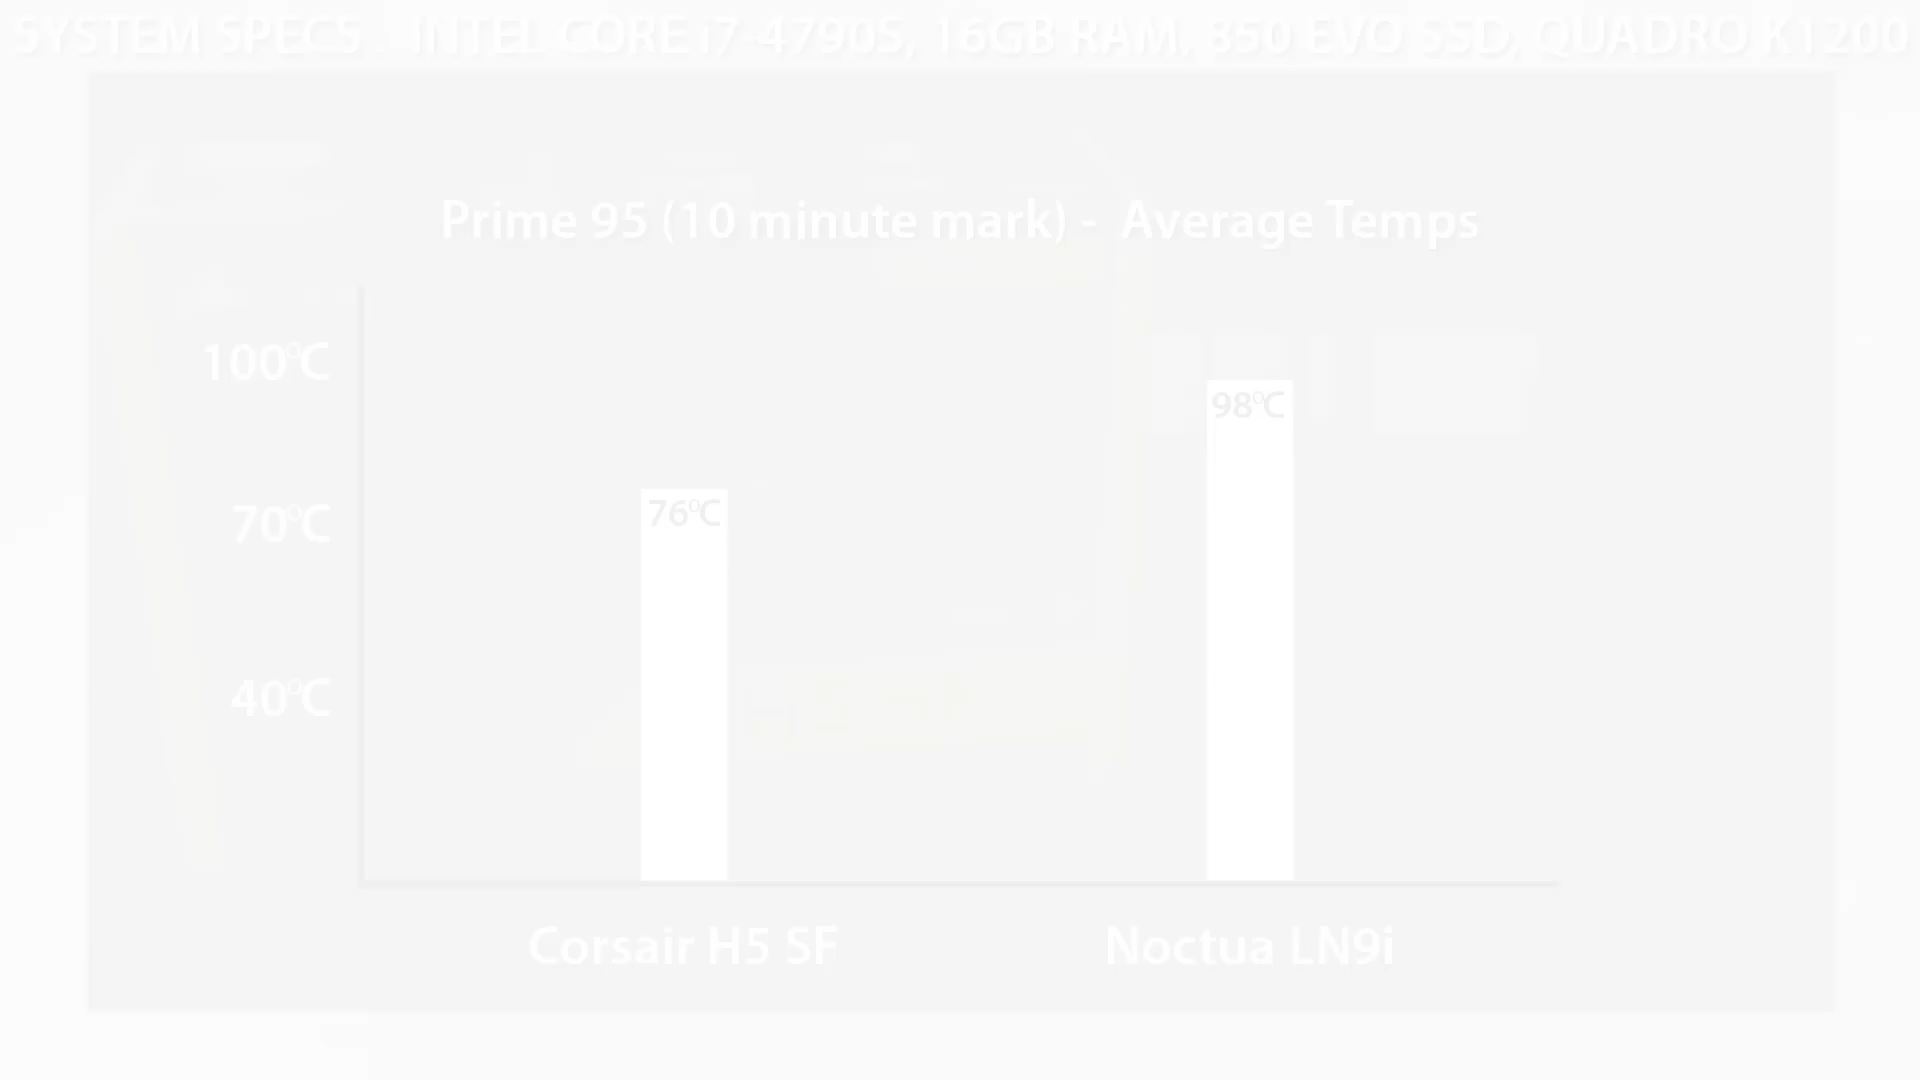 SYSTEM SPECS : INTEL CORE i7-4790S, 16GB RAM, 850 EVO SSD, QUADRO K1200
Prime 95 (10 minute mark) - Average Temps
100°C
98°C
76°C
70°C
40°C
Corsair H5 SF
Noctua LN9i